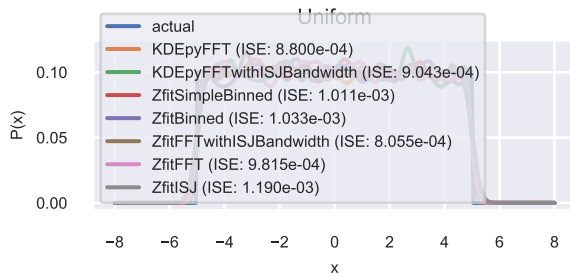 Uniform
actual
KDEpyFFT (ISE: 8.800e-04)
KDEpyFFTwithISJBandwidth (ISE: 9.043e-04)
ZfitSimpleBinned (ISE: 1.011e-03)
ZfitBinned (ISE: 1.033e-03)
ZfitFFTwithISJBandwidth (ISE: 8.055e-04)
ZfitFFT (ISE: 9.815e-04)
ZfitISJ (ISE: 1.190e-03)
P(x)
0.10
0.05
0.00
−8 −6 −4 −2 0 2 4 6 8
x